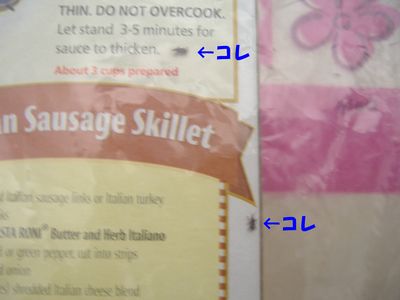 THIN. DO NOT OVERCOOK.
Let stand 3-5 minutes for
sauce to thicken.
←コレ
About 3 cups prepared
an Sausage Skillet
Italian sausage links or Italian turkey
←コレ
STA RONI® Butter and Herb Italiano
or green pepper, cut into strips
onion
shredded Italian cheese blend